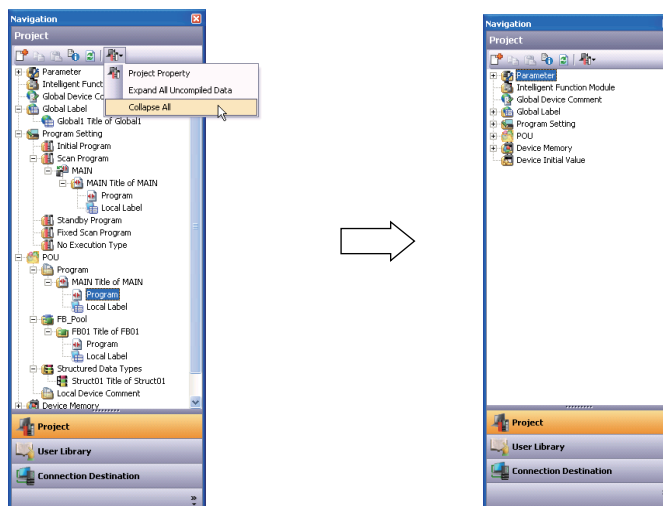 Navigation
Project
Project Property
Expand All Uncompiled Data
Collapse All
Parameter
Intelligent Funct
Global Device Co
Global Label
Global1 Title of Global1
Program Setting
Initial Program
Scan Program
MAIN
MAIN Title of MAIN
Program
Local Label
Standby Program
Fixed Scan Program
No Execution Type
POU
Program
MAIN Title of MAIN
Program
Local Label
FB_Pool
FB01 Title of FB01
Program
Local Label
Structured Data Types
Struct01 Title of Struct01
Local Device Comment
Device Memory
Project
User Library
Connection Destination
Navigation
Project
Parameter
Intelligent Function Module
Global Device Comment
Global Label
Program Setting
POU
Device Memory
Device Initial Value
Project
User Library
Connection Destination